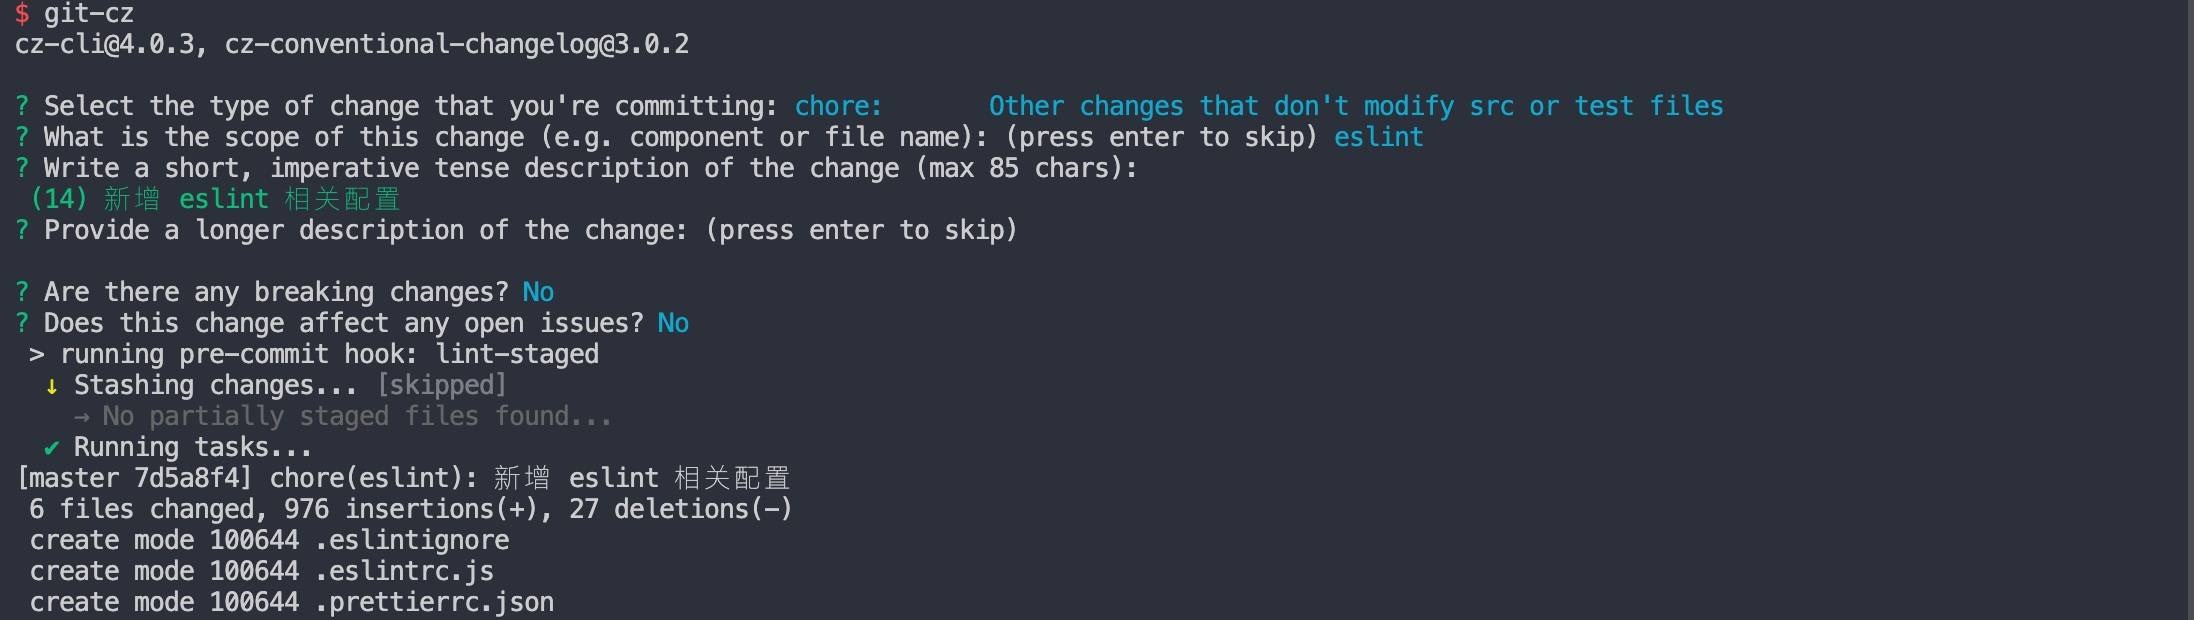 $ git-cz
cz-cli@4.0.3, cz-conventional-changelog@3.0.2
? Select the type of change that you're committing: chore:       Other changes that don't modify src or test files
? What is the scope of this change (e.g. component or file name): (press enter to skip) eslint
? Write a short, imperative tense description of the change (max 85 chars):
(14) 新增 eslint 相关配置
? Provide a longer description of the change: (press enter to skip)
? Are there any breaking changes? No
? Does this change affect any open issues? No
> running pre-commit hook: lint-staged
↓ Stashing changes... [skipped]
→ No partially staged files found...
✔ Running tasks...
[master 7d5a8f4] chore(eslint): 新增 eslint 相关配置
6 files changed, 976 insertions(+), 27 deletions(-)
create mode 100644 .eslintignore
create mode 100644 .eslintrc.js
create mode 100644 .prettierrc.json